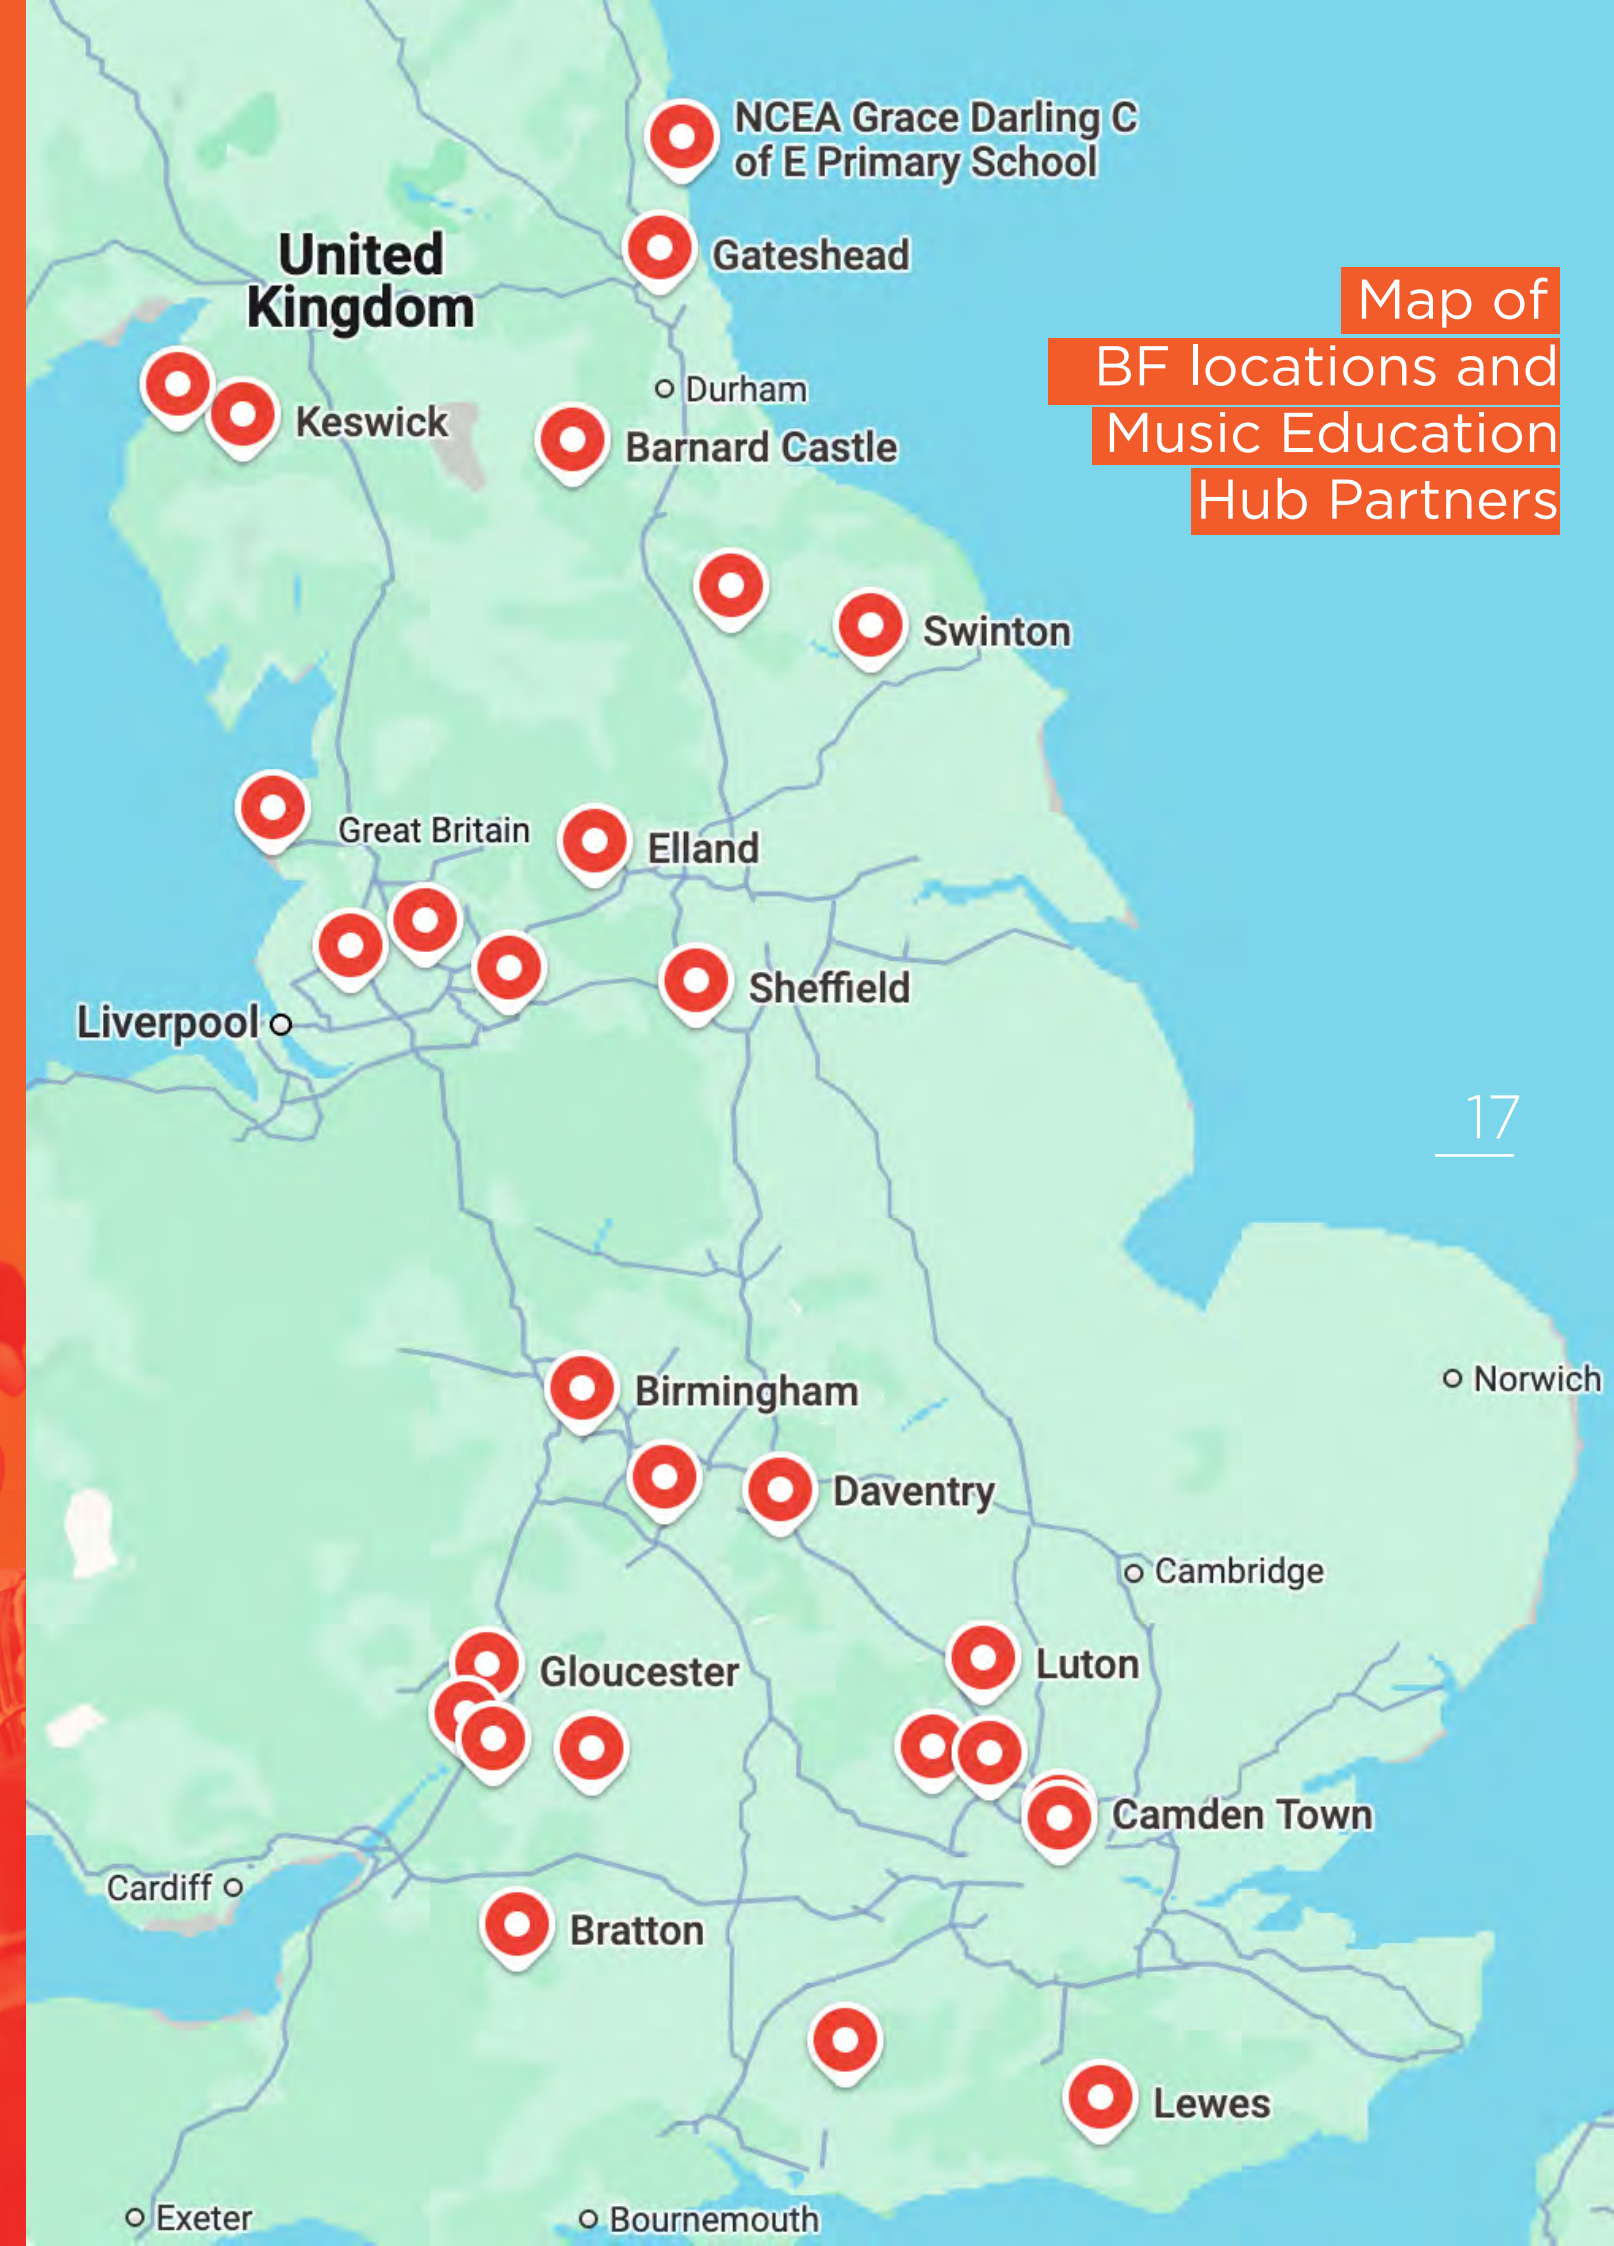 NCEA Grace Darling C
of E Primary School
United
Kingdom
Gateshead
Map of
BF locations and
Music Education
Hub Partners
Durham
Keswick
Barnard Castle
Swinton
Great Britain
Elland
Sheffield
Liverpool
17
Birmingham
Norwich
Daventry
Cambridge
Gloucester
Luton
Camden Town
Cardiff
Bratton
Lewes
Exeter
Bournemouth